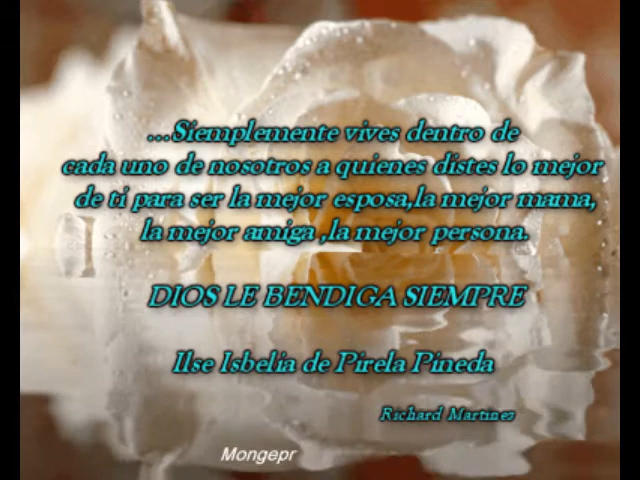 ...Siemplemente vives dentro de
cada uno de nosotros a quienes distes lo mejor
de ti para ser la mejor esposa,la mejor mama,
la mejor amiga ,la mejor persona.
DIOS LE BENDIGA SIEMPRE
Ilse Isbelia de Pirela Pineda
Richard Martinez
Mongepr